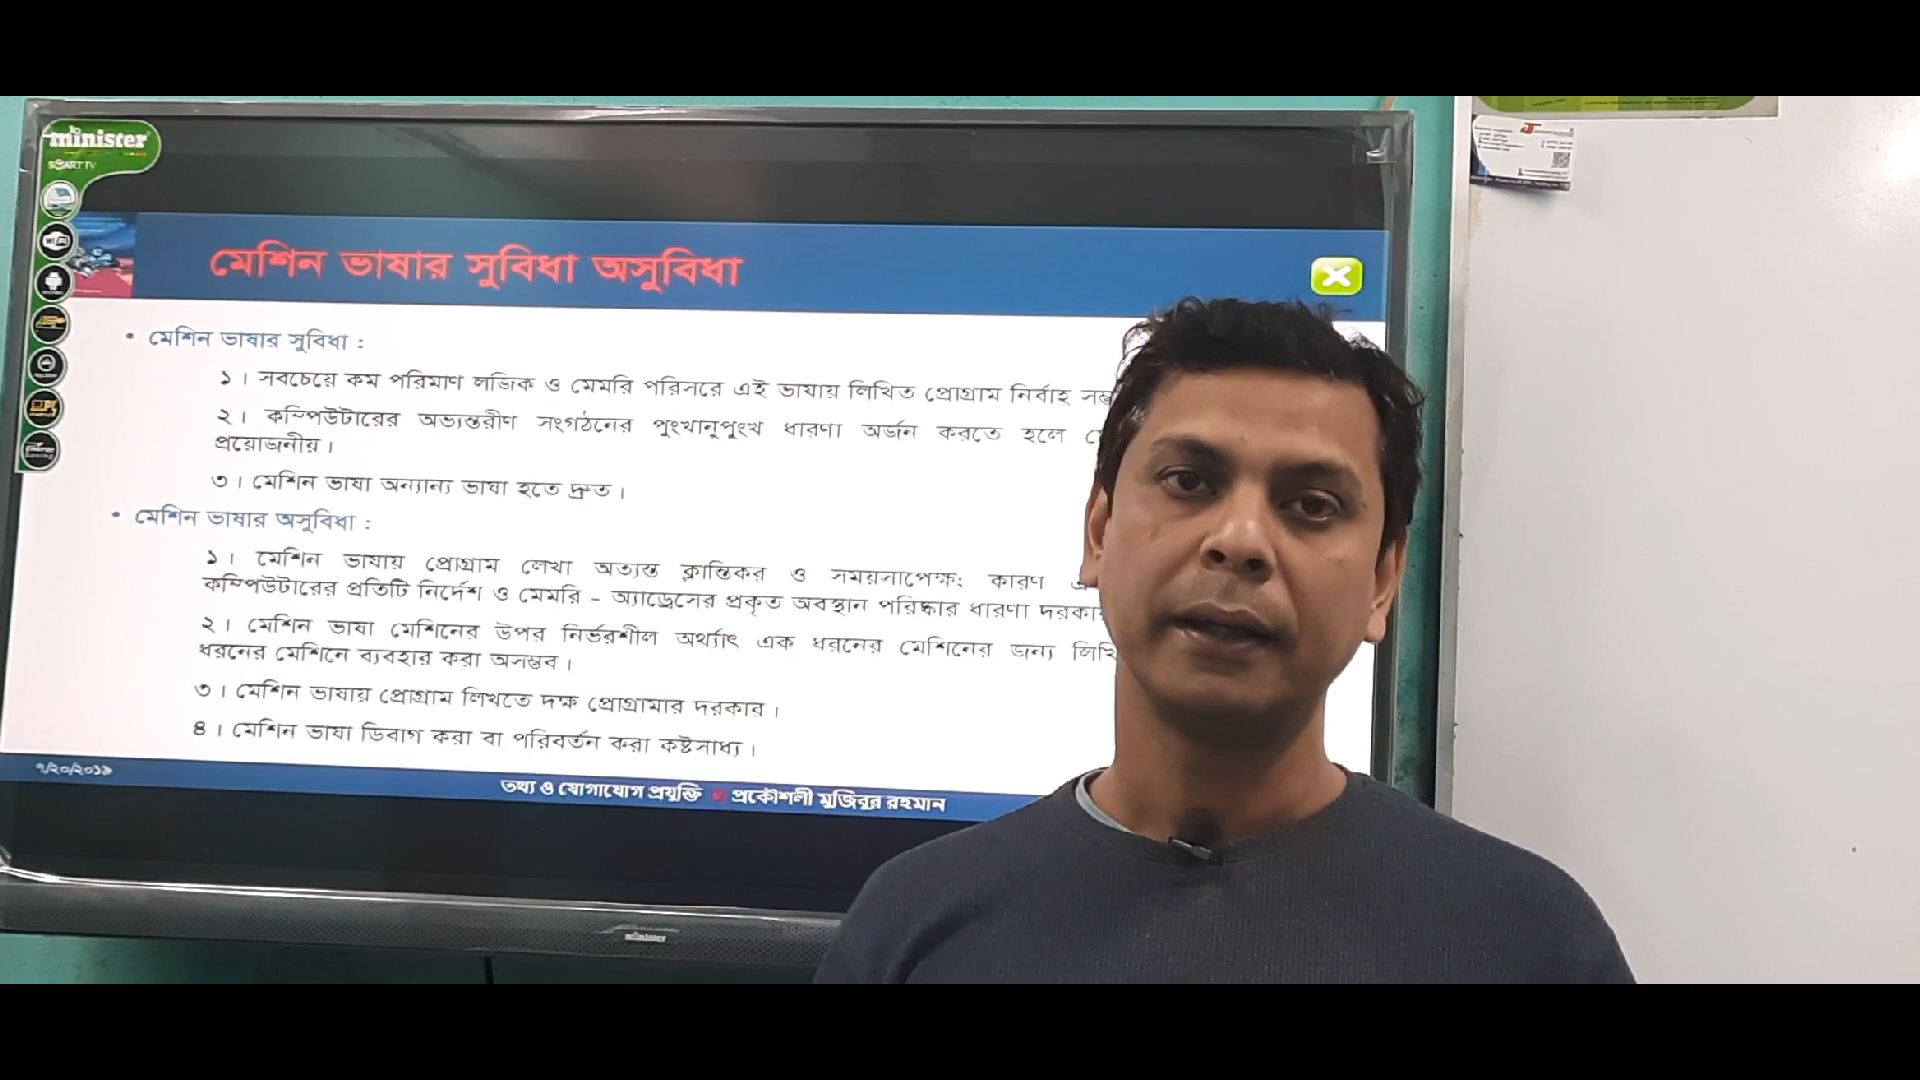 minister
SMART TV
মেশিন ভাষার সুবিধা অসুবিধা
• মেশিন ভাষার সুবিধা :
১। সবচেয়ে কম পরিমাণ লজিক ও মেমরি পরিসরে এই ভাষায় লিখিত প্রোগ্রাম নির্বাহ
২। কম্পিউটারের অভ্যন্তরীণ সংগঠনের পুংখানুপুংখ ধারণা অর্জন করতে হলে
প্রয়োজনীয়।
৩। মেশিন ভাষা অন্যান্য ভাষা হতে দ্রুত।
• মেশিন ভাষার অসুবিধা :
১। মেশিন ভাষায় প্রোগ্রাম লেখা অত্যন্ত ক্লান্তিকর ও সময়সাপেক্ষ; কারণ
কম্পিউটারের প্রতিটি নির্দেশ ও মেমরি – অ্যাড্রেসের প্রকৃত অবস্থান পরিষ্কার ধারণা
২। মেশিন ভাষা মেশিনের উপর নির্ভরশীল অর্থ্যাৎ এক ধরনের মেশিনের জন্য
ধরনের মেশিনে ব্যবহার করা অসম্ভব।
৩। মেশিন ভাষায় প্রোগ্রাম লিখতে দক্ষ প্রোগ্রামার দরকার।
৪। মেশিন ভাষা ডিবাগ করা বা পরিবর্তন করা কষ্টসাধ্য।
৭/২০/২০১৯
তথ্য ও যোগাযোগ প্রযুক্তি প্রকৌশলী মুজিবুর রহমান
minister